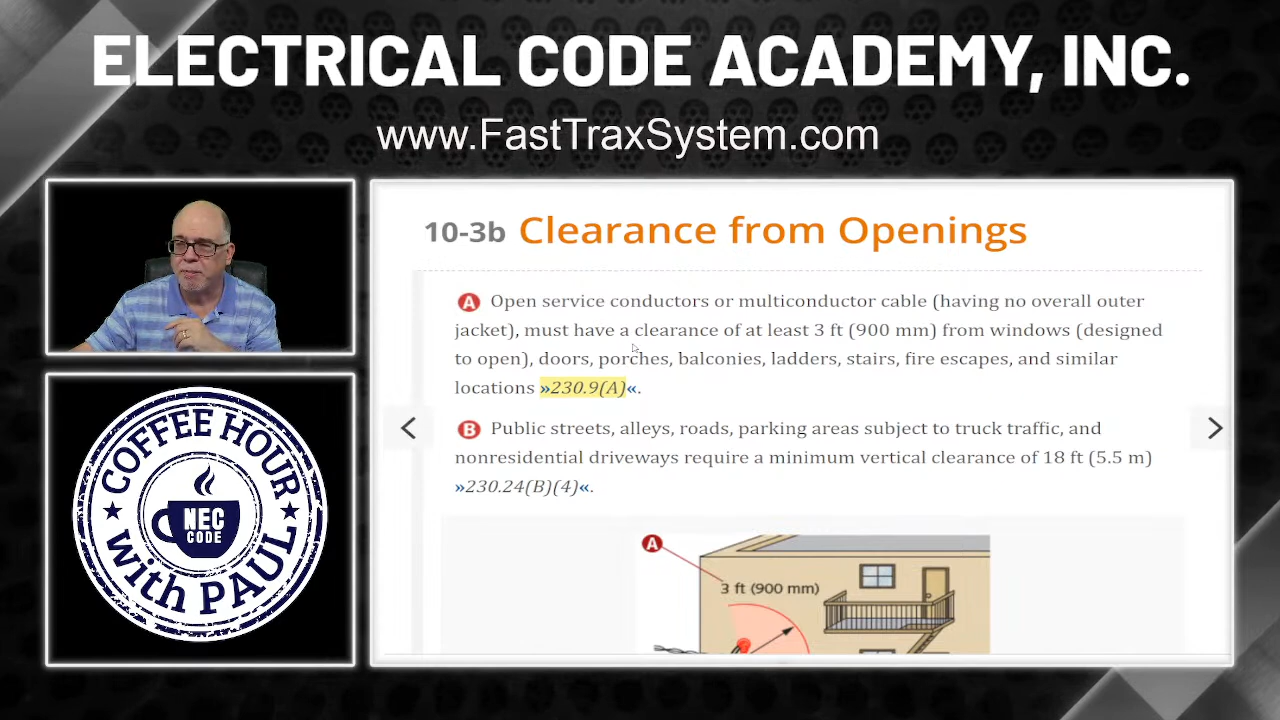 ELECTRICAL CODE ACADEMY, INC.
www.FastTraxSystem.com
10-3b Clearance from Openings
A Open service conductors or multiconductor cable (having no overall outer
jacket), must have a clearance of at least 3 ft (900 mm) from windows (designed
to open), doors, porches, balconies, ladders, stairs, fire escapes, and similar
locations »230.9(A)«.
B Public streets, alleys, roads, parking areas subject to truck traffic, and
nonresidential driveways require a minimum vertical clearance of 18 ft (5.5 m)
»230.24(B)(4)«.
A
3 ft (900 mm)
COFFEE HOUR
NEC
CODE
with PAUL